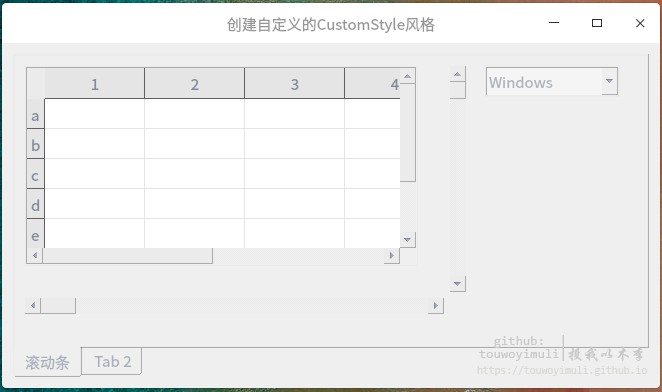 创建自定义的CustomStyle风格
1 2 3 4
Windows
a
b
c
d
e
滚动条 Tab 2
github:
touwoyimuli 投我以木李
https://touwoyimuli.github.io